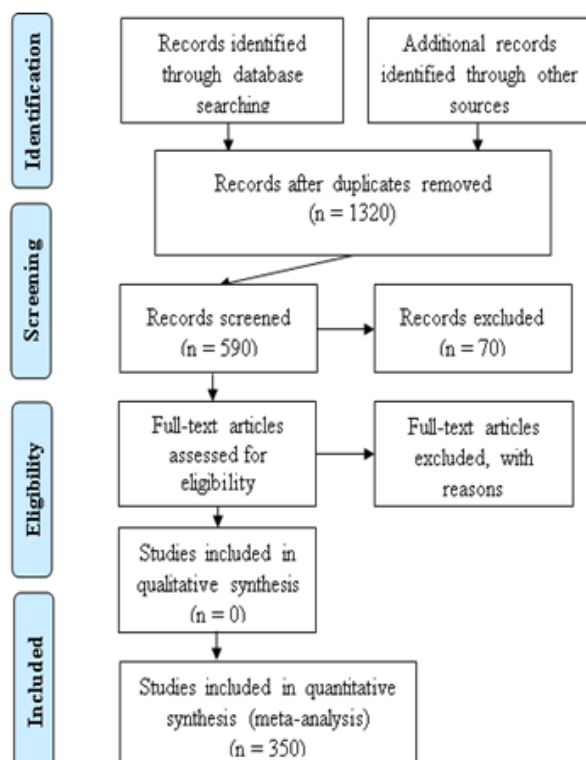 Identification
Records identified
through database
searching
Additional records
identified through other
sources
Records after duplicates removed
(n = 1320)
Screening
Records screened
(n = 590)
Records excluded
(n = 70)
Eligibility
Full-text articles
assessed for
eligibility
Full-text articles
excluded, with
reasons
Studies included in
qualitative synthesis
(n = 0)
Included
Studies included in quantitative
synthesis (meta-analysis)
(n = 350)